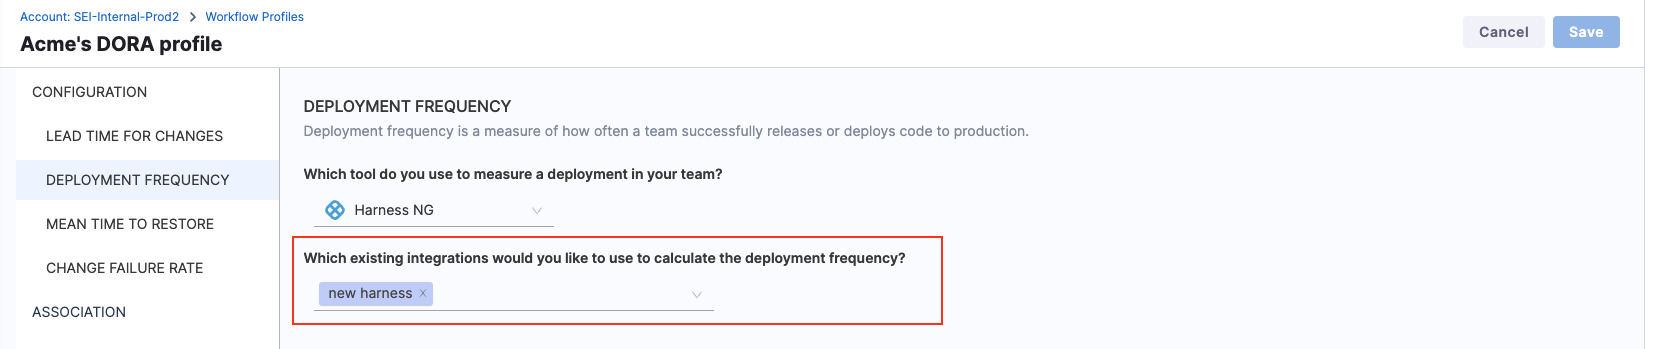 Account: SEI-Internal-Prod2 > Workflow Profiles
Acme's DORA profile
Cancel
Save
CONFIGURATION
LEAD TIME FOR CHANGES
DEPLOYMENT FREQUENCY
MEAN TIME TO RESTORE
CHANGE FAILURE RATE
ASSOCIATION
DEPLOYMENT FREQUENCY
Deployment frequency is a measure of how often a team successfully releases or deploys code to production.
Which tool do you use to measure a deployment in your team?
Harness NG
Which existing integrations would you like to use to calculate the deployment frequency?
new harness ×